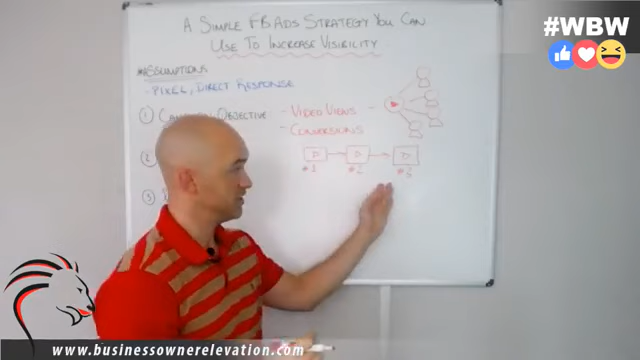 #WBW
A SIMPLE FB ADS STRATEGY YOU CAN
USE TO INCREASE VISIBILITY
*ASSUMPTIONS
- PIXEL, DIRECT RESPONSE
① OBJECTIVE - VIDEO VIEWS
- CONVERSIONS
②
#1 #2 #3
③
www.businessownerelevation.com